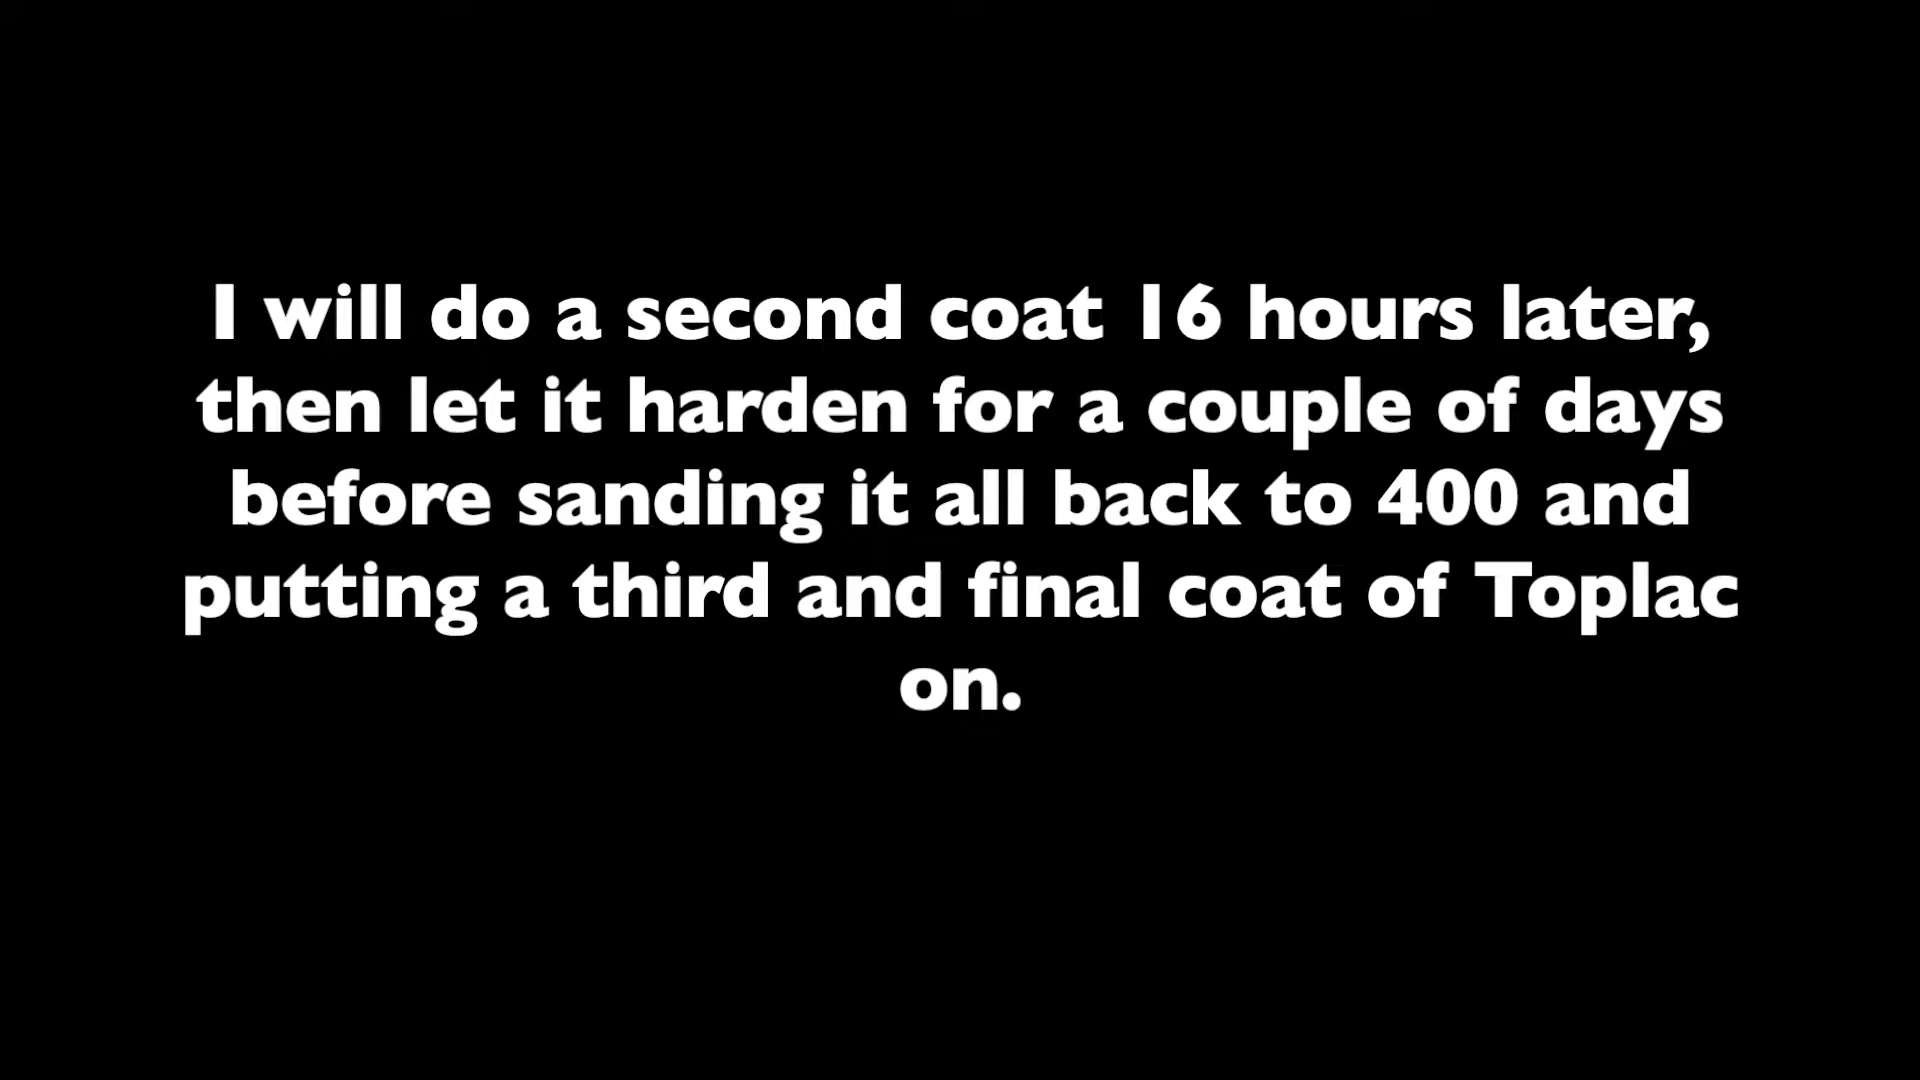 I will do a second coat 16 hours later,
then let it harden for a couple of days
before sanding it all back to 400 and
putting a third and final coat of Toplac
on.